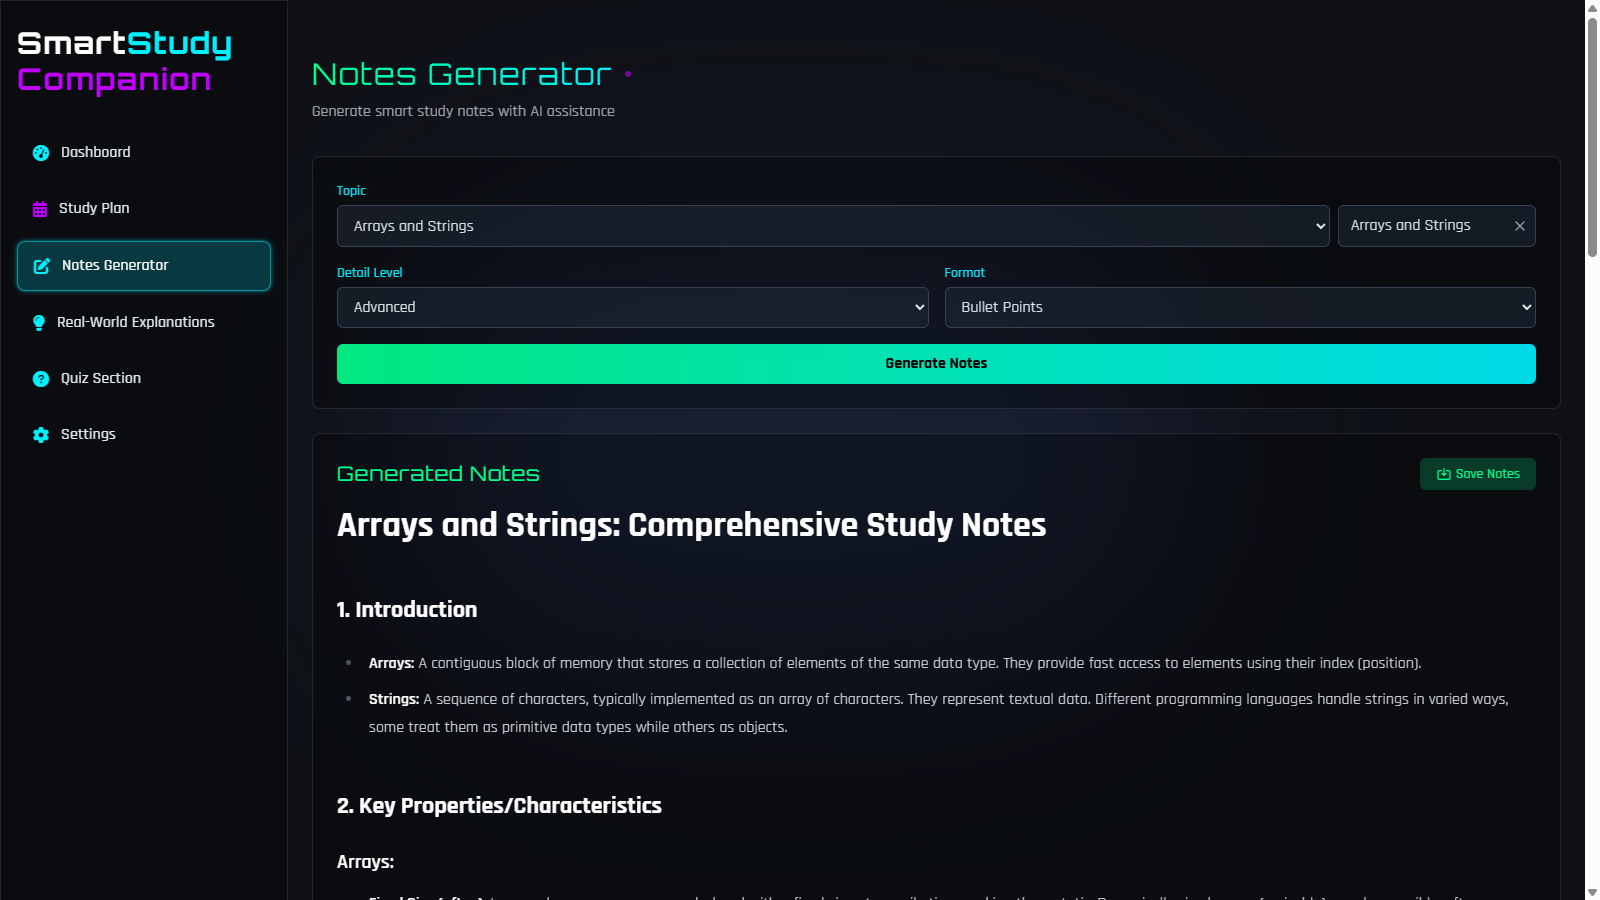 SmartStudy
Companion
Dashboard
Study Plan
Notes Generator
Real-World Explanations
Quiz Section
Settings
Notes Generator
Generate smart study notes with AI assistance
Topic
Arrays and Strings
Arrays and Strings
Detail Level
Format
Advanced
Bullet Points
Generate Notes
Generated Notes
Save Notes
Arrays and Strings: Comprehensive Study Notes
1. Introduction
• Arrays: A contiguous block of memory that stores a collection of elements of the same data type. They provide fast access to elements using their index (position).
• Strings: A sequence of characters, typically implemented as an array of characters. They represent textual data. Different programming languages handle strings in varied ways,
some treat them as primitive data types while others as objects.
2. Key Properties/Characteristics
Arrays: